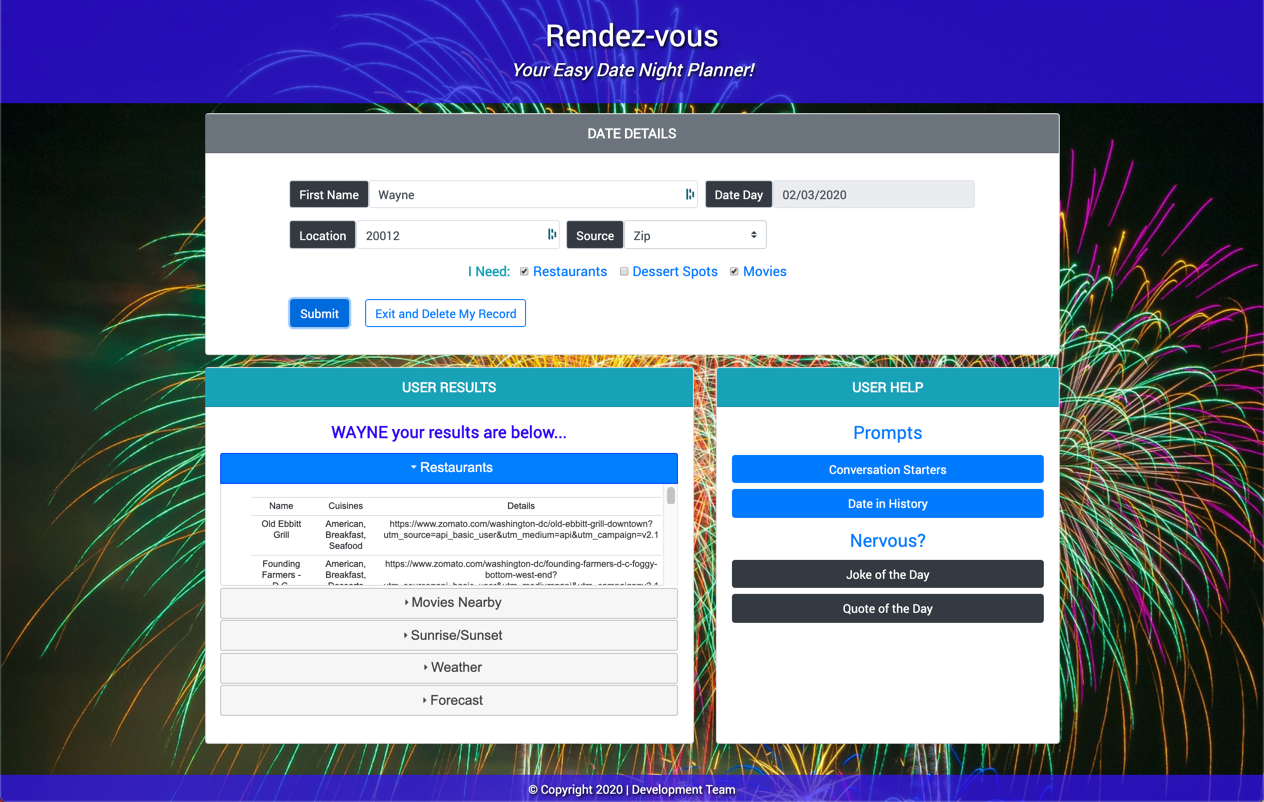 Rendez-vous
Your Easy Date Night Planner!
DATE DETAILS
First Name Wayne Date Day 02/03/2020
Location 20012 Source Zip
I Need: Restaurants Dessert Spots Movies
Submit Exit and Delete My Record
USER RESULTS
WAYNE your results are below...
Restaurants
Name Cuisines Details
Old Ebbitt Grill
American, Breakfast, Seafood
https://www.zomato.com/washington-dc/old-ebbitt-grill-downtown?
utm_source=api_basic_user&utm_medium=api&utm_campaign=v2.1
Founding Farmers -
American, Breakfast,
https://www.zomato.com/washington-dc/founding-farmers-d-c-foggy-
bottom-west-end?
Movies Nearby
Sunrise/Sunset
Weather
Forecast
USER HELP
Prompts
Conversation Starters
Date in History
Nervous?
Joke of the Day
Quote of the Day
© Copyright 2020 | Development Team